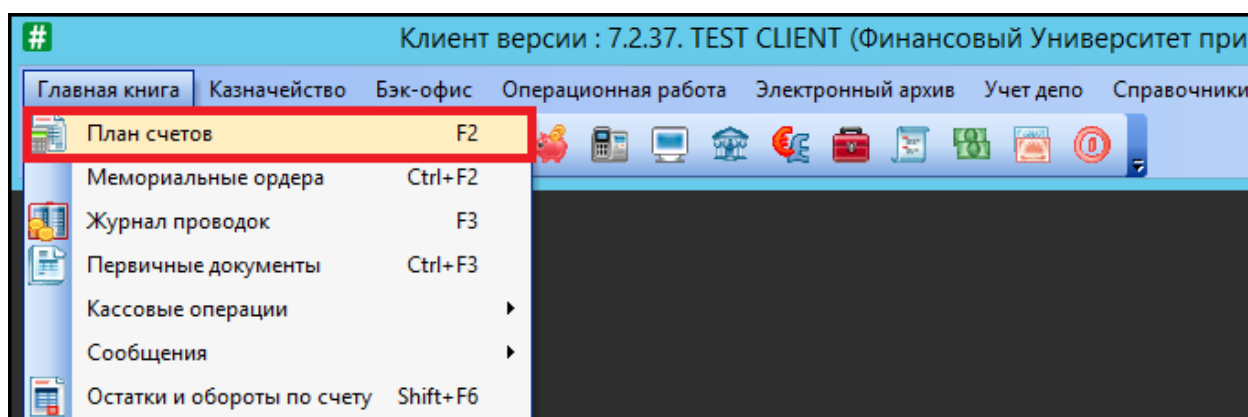 Клиент версии : 7.2.37. TEST CLIENT (Финансовый Университет при
Главная книга Казначейство Бэк-офис Операционная работа Электронный архив Учет депо Справочники
План счетов F2
Мемориальные ордера Ctrl+F2
Журнал проводок F3
Первичные документы Ctrl+F3
Кассовые операции
Сообщения
Остатки и обороты по счету Shift+F6